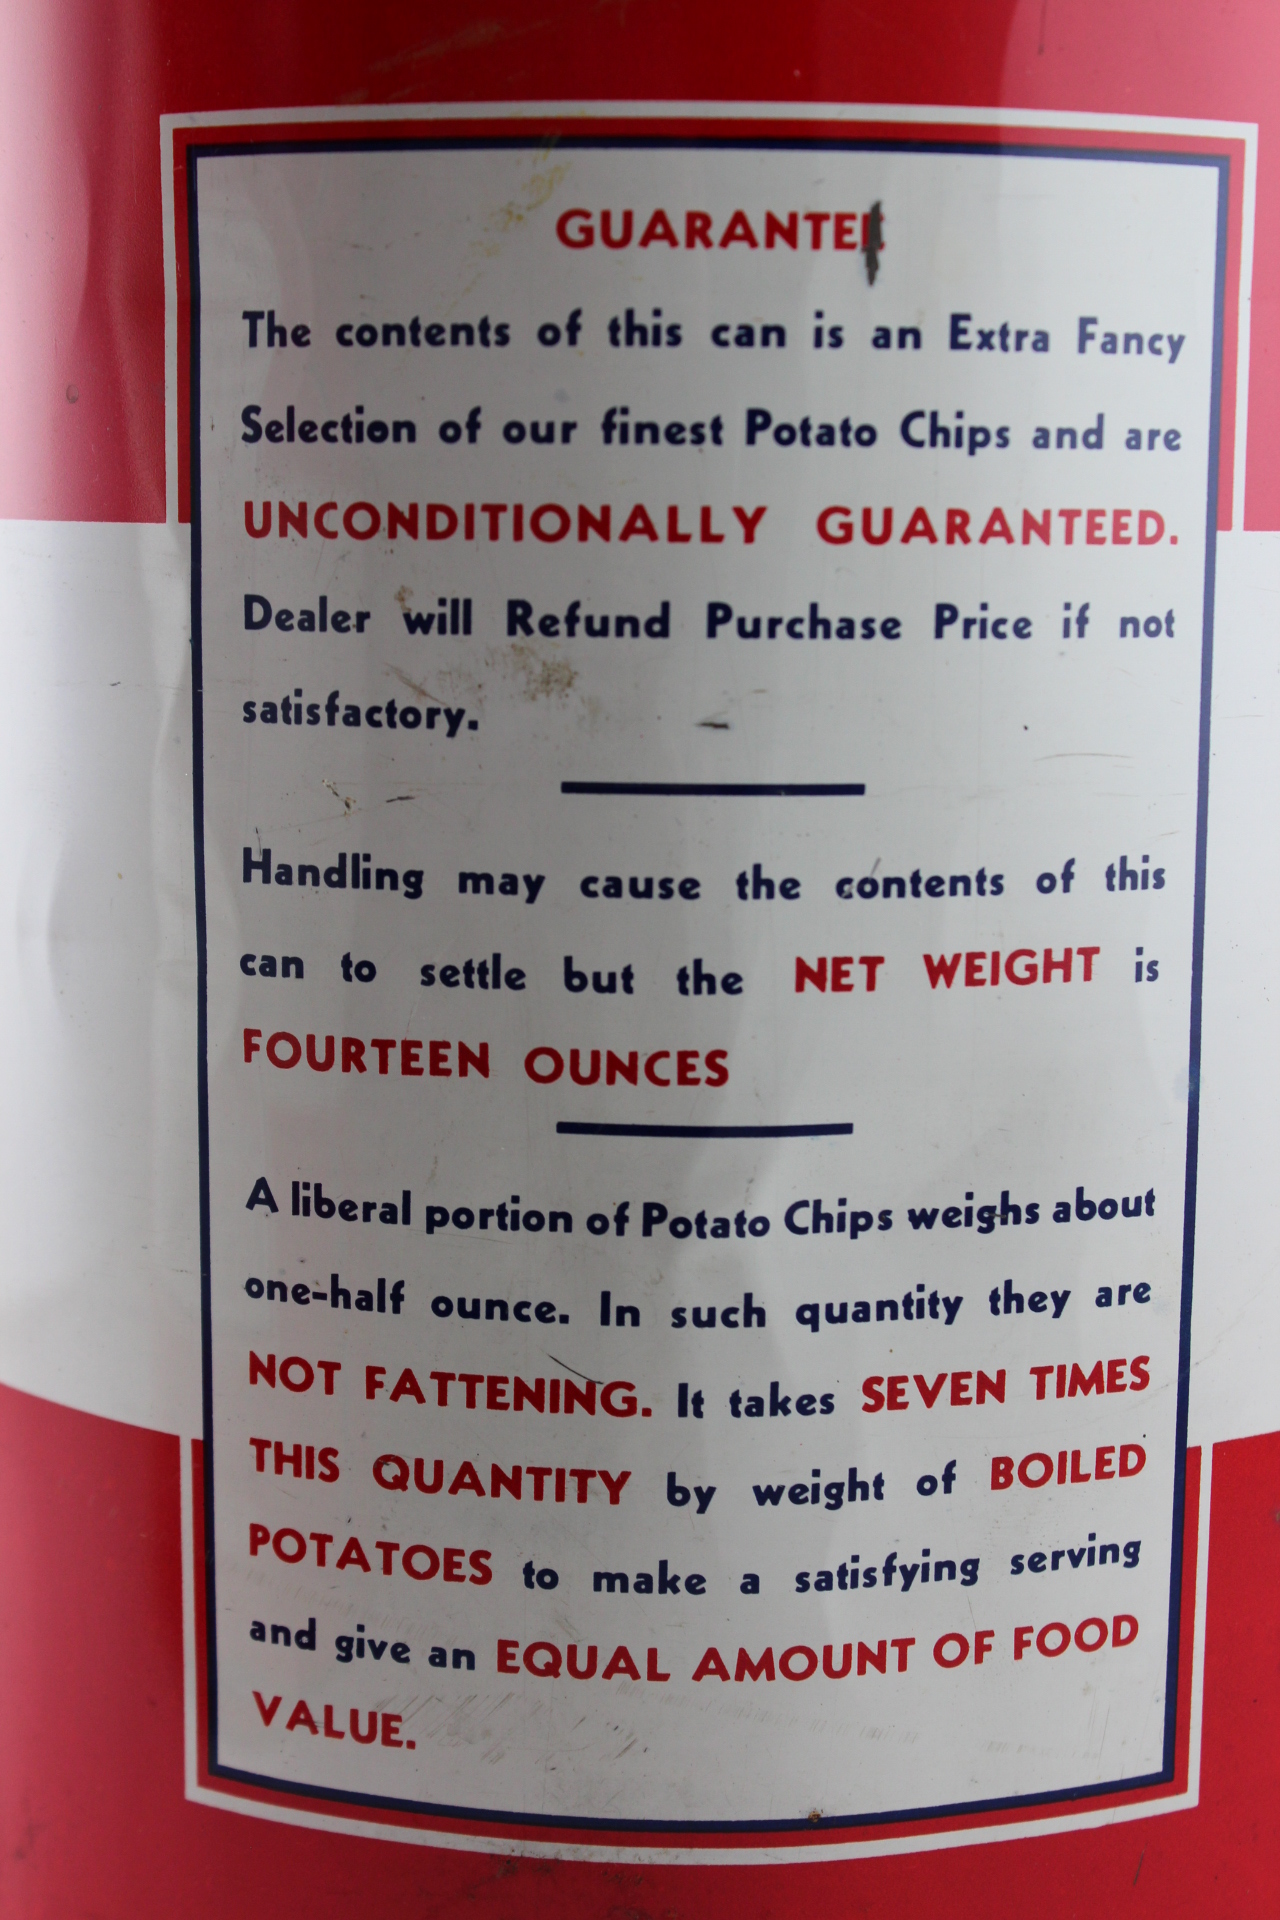 GUARANTEE
The contents of this can is an Extra Fancy
Selection of our finest Potato Chips and are
UNCONDITIONALLY GUARANTEED.
Dealer will Refund Purchase Price if not
satisfactory.
Handling may cause the contents of this
can to settle but the NET WEIGHT is
FOURTEEN OUNCES
A liberal portion of Potato Chips weighs about
one-half ounce. In such quantity they are
NOT FATTENING. It takes SEVEN TIMES
THIS QUANTITY by weight of BOILED
POTATOES to make a satisfying serving
and give an EQUAL AMOUNT OF FOOD
VALUE.